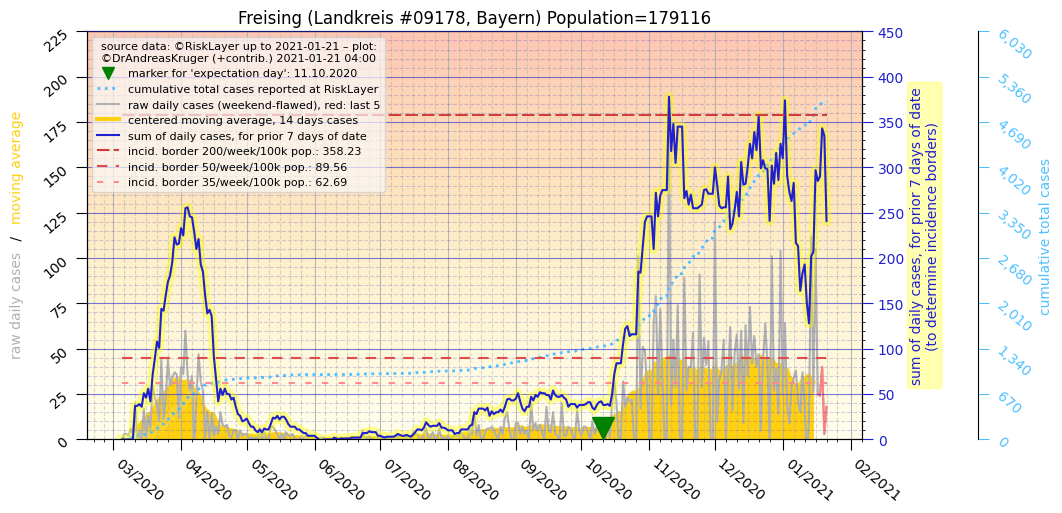 Freising (Landkreis #09178, Bayern) Population=179116
source data: ©RiskLayer up to 2021-01-21 – plot:
©DrAndreasKruger (+contrib.) 2021-01-21 04:00
marker for 'expectation day': 11.10.2020
cumulative total cases reported at RiskLayer
raw daily cases (weekend-flawed), red: last 5
centered moving average, 14 days cases
sum of daily cases, for prior 7 days of date
incid. border 200/week/100k pop.: 358.23
incid. border 50/week/100k pop.: 89.56
incid. border 35/week/100k pop.: 62.69
raw daily cases / moving average
225
200
175
150
125
100
75
50
25
0
03/2020
04/2020
05/2020
06/2020
07/2020
08/2020
09/2020
10/2020
11/2020
12/2020
01/2021
02/2021
450
400
350
300
250
200
150
100
50
0
sum of daily cases, for prior 7 days of date
(to determine incidence borders)
6,030
5,360
4,690
4,020
3,350
2,680
2,010
1,340
670
0
cumulative total cases